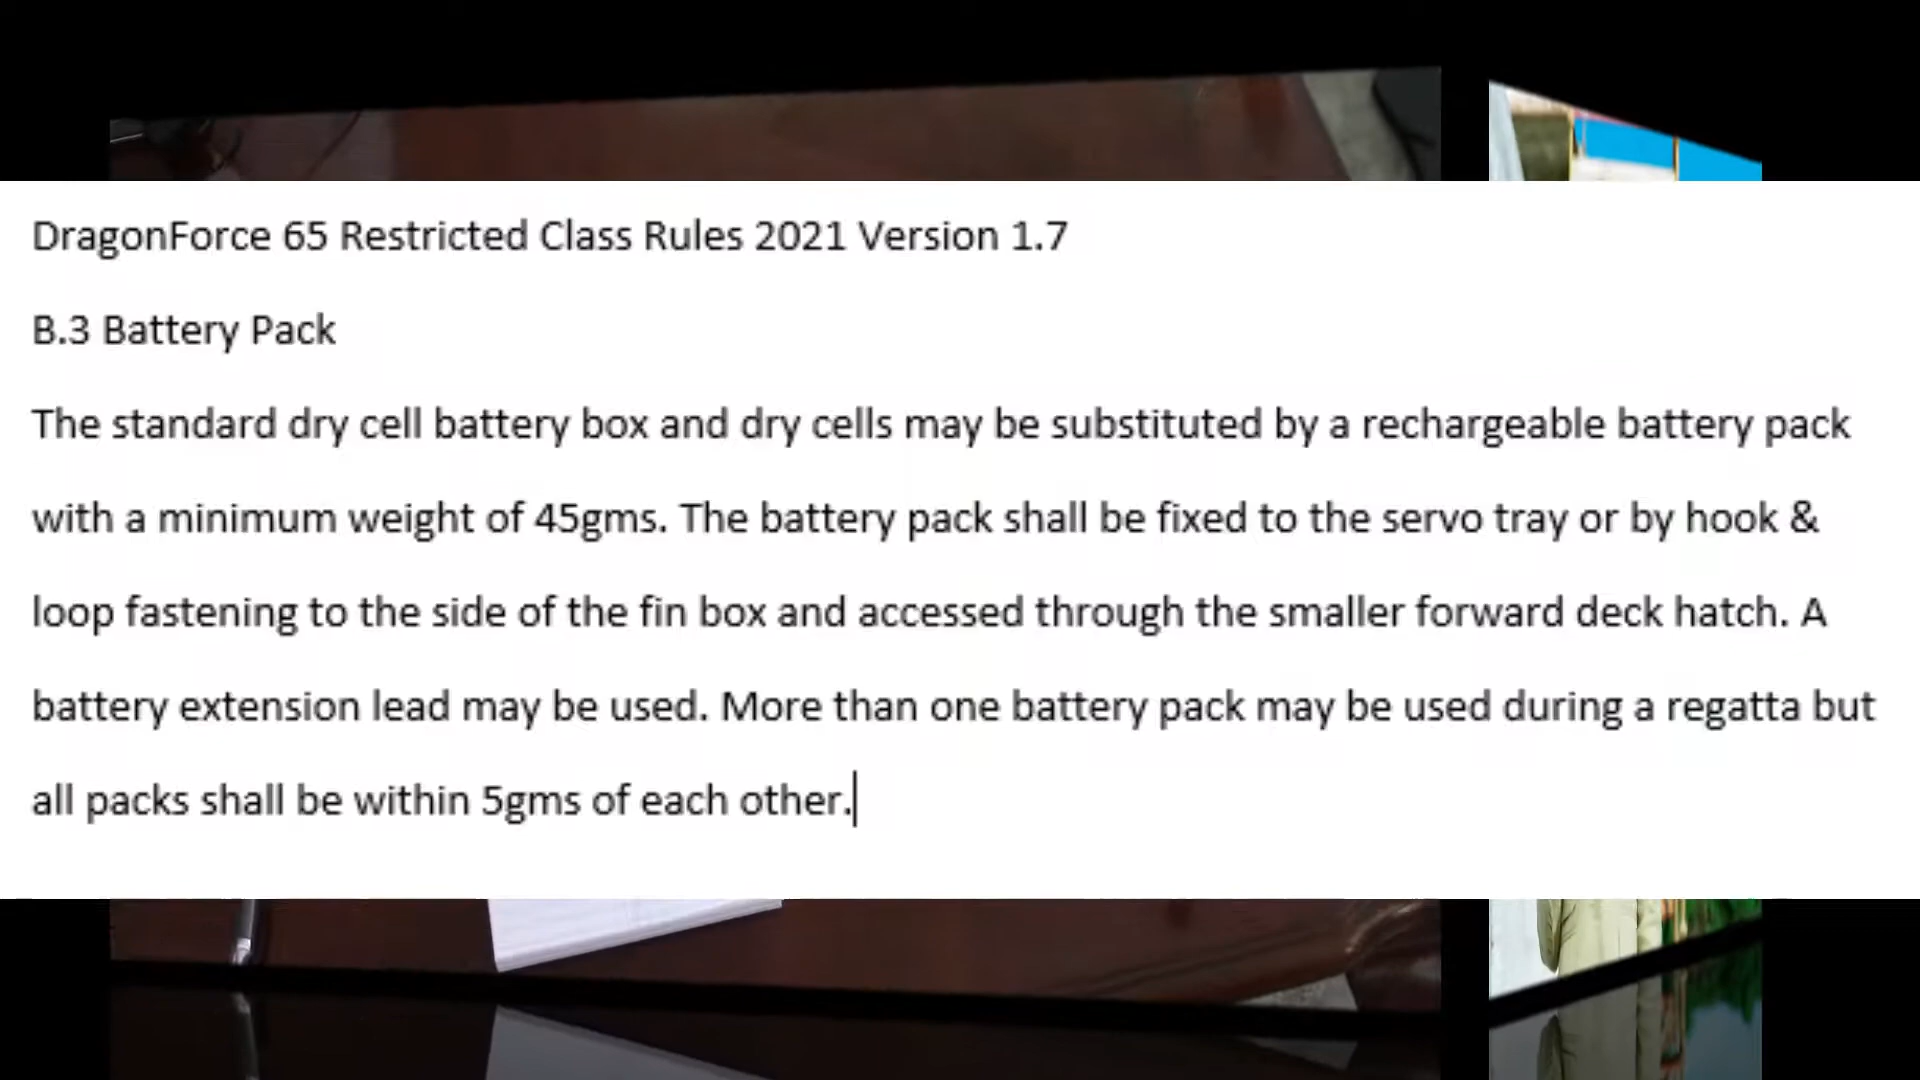 DragonForce 65 Restricted Class Rules 2021 Version 1.7
B.3 Battery Pack
The standard dry cell battery box and dry cells may be substituted by a rechargeable battery pack
with a minimum weight of 45gms. The battery pack shall be fixed to the servo tray or by hook &
loop fastening to the side of the fin box and accessed through the smaller forward deck hatch. A
battery extension lead may be used. More than one battery pack may be used during a regatta but
all packs shall be within 5gms of each other.